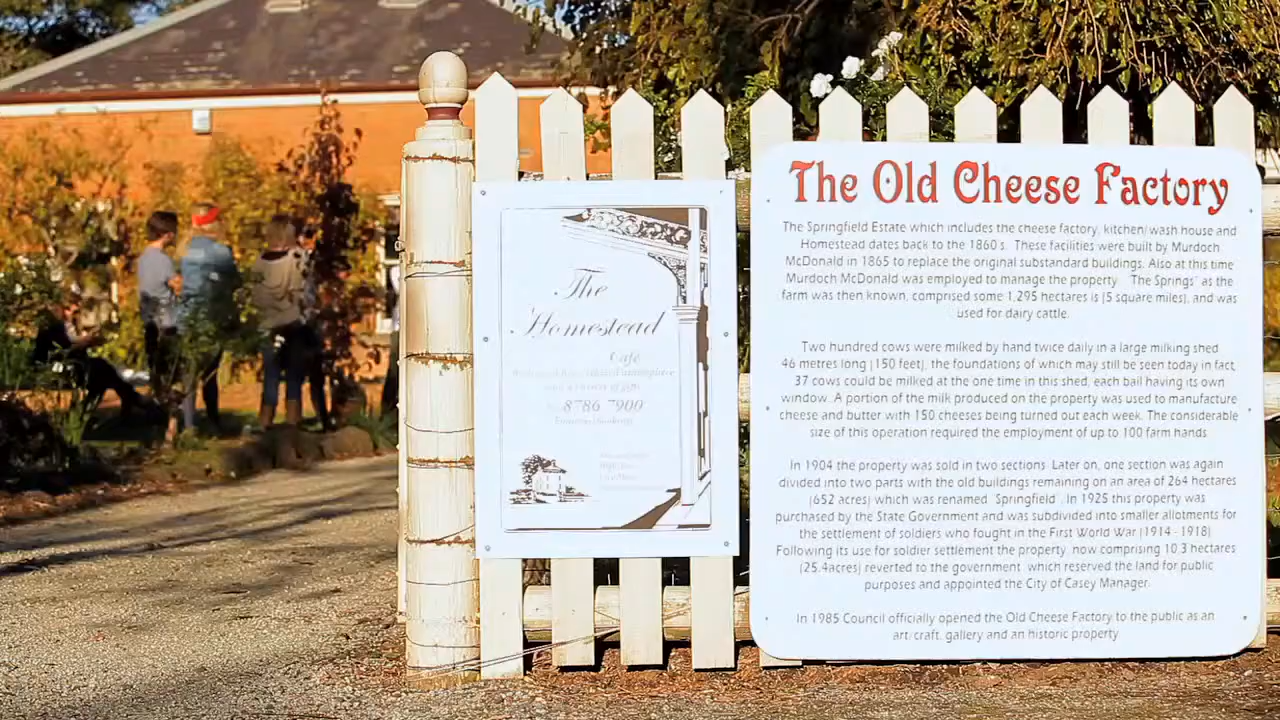 The
Homestead
Cafe
8786 7900
The Old Cheese Factory
The Springfield Estate which includes the cheese factory, kitchen/wash house and
Homestead dates back to the 1860's. These facilities were built by Murdoch
McDonald in 1865 to replace the original substandard buildings. Also at this time
Murdoch McDonald was employed to manage the property. 'The Springs' as the
farm was then known, comprised some 1,295 hectares is (5 square miles), and was
used for dairy cattle.
Two hundred cows were milked by hand twice daily in a large milking shed
46 metres long (150 feet), the foundations of which may still be seen today in fact,
37 cows could be milked at the one time in this shed, each bail having its own
window. A portion of the milk produced on the property was used to manufacture
cheese and butter with 150 cheeses being turned out each week. The considerable
size of this operation required the employment of up to 100 farm hands.
In 1904 the property was sold in two sections. Later on, one section was again
divided into two parts with the old buildings remaining on an area of 264 hectares
(652 acres) which was renamed 'Springfield'. In 1925 this property was
purchased by the State Government and was subdivided into smaller allotments for
the settlement of soldiers who fought in the First World War (1914 - 1918).
Following its use for soldier settlement the property, now comprising 10.3 hectares
(25.4acres) reverted to the government, which reserved the land for public
purposes and appointed the City of Casey Manager.
In 1985 Council officially opened the Old Cheese Factory to the public as an
art/craft, gallery and an historic property.